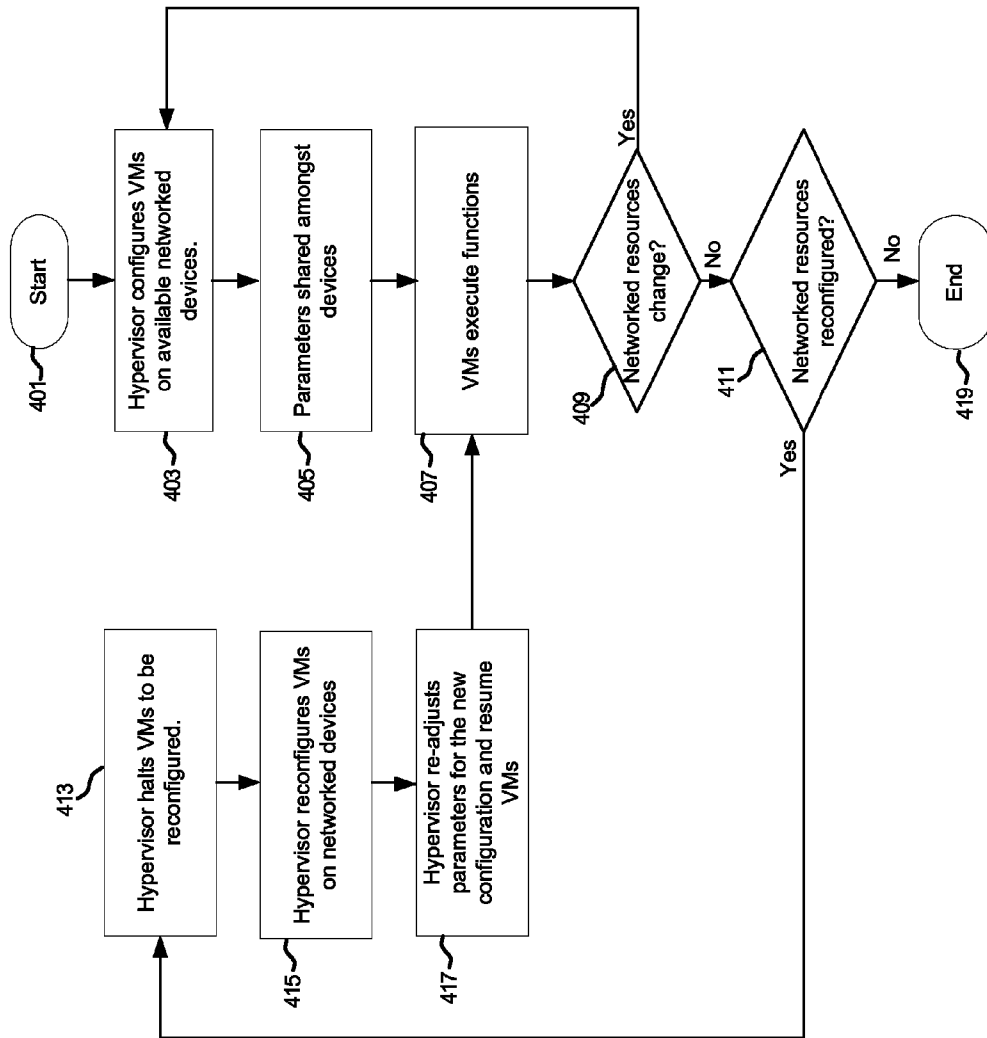 401
Start
403
Hypervisor configures VMs
on available networked
devices.
405
Parameters shared amongst
devices
407
VMs execute functions
409
Networked resources
change?
Yes
No
411
Networked resources
reconfigured?
Yes
No
419
End
413
Hypervisor halts VMs to be
reconfigured.
415
Hypervisor reconfigures VMs
on networked devices
417
Hypervisor re-adjusts
parameters for the new
configuration and resume
VMs